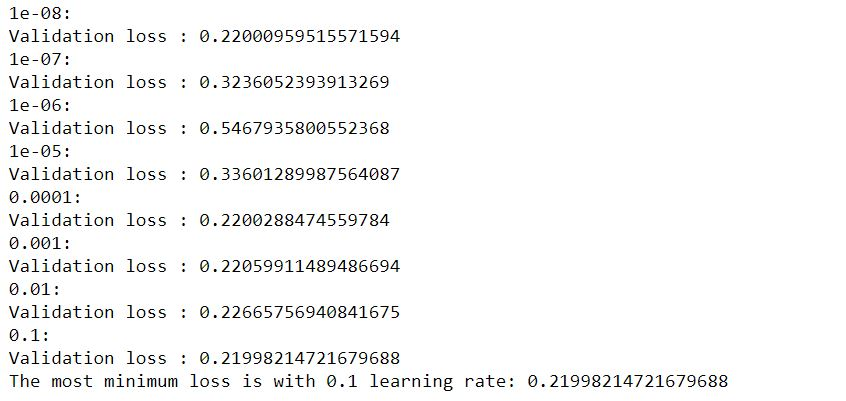 1e-08:
Validation loss : 0.22000959515571594
1e-07:
Validation loss : 0.3236052393913269
1e-06:
Validation loss : 0.5467935800552368
1e-05:
Validation loss : 0.33601289987564087
0.0001:
Validation loss : 0.2200288474559784
0.001:
Validation loss : 0.22059911489486694
0.01:
Validation loss : 0.22665756940841675
0.1:
Validation loss : 0.21998214721679688
The most minimum loss is with 0.1 learning rate: 0.21998214721679688